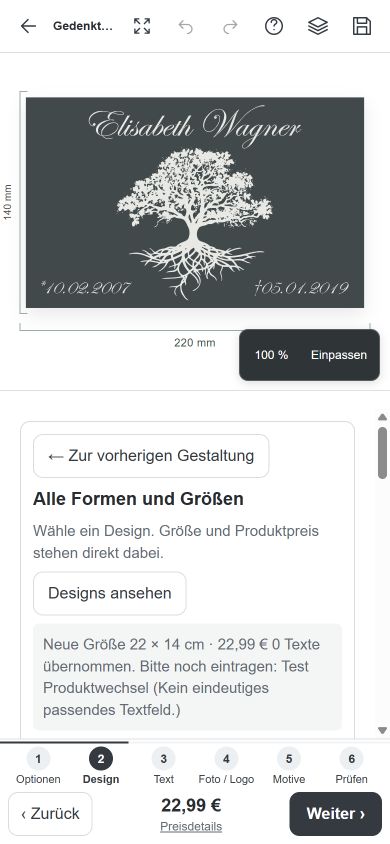 Gedenkt...
Elisabeth Wagner
140 mm
*10.02.2007
†05.01.2019
220 mm
100 %
Einpassen
← Zur vorherigen Gestaltung
Alle Formen und Größen
Wähle ein Design. Größe und Produktpreis
stehen direkt dabei.
Designs ansehen
Neue Größe 22 × 14 cm · 22,99 € 0 Texte
übernommen. Bitte noch eintragen: Test
Produktwechsel (Kein eindeutiges
passendes Textfeld.)
1
2
3
4
5
6
Optionen
Design
Text
Foto / Logo
Motive
Prüfen
‹ Zurück
22,99 €
Preisdetails
Weiter ›